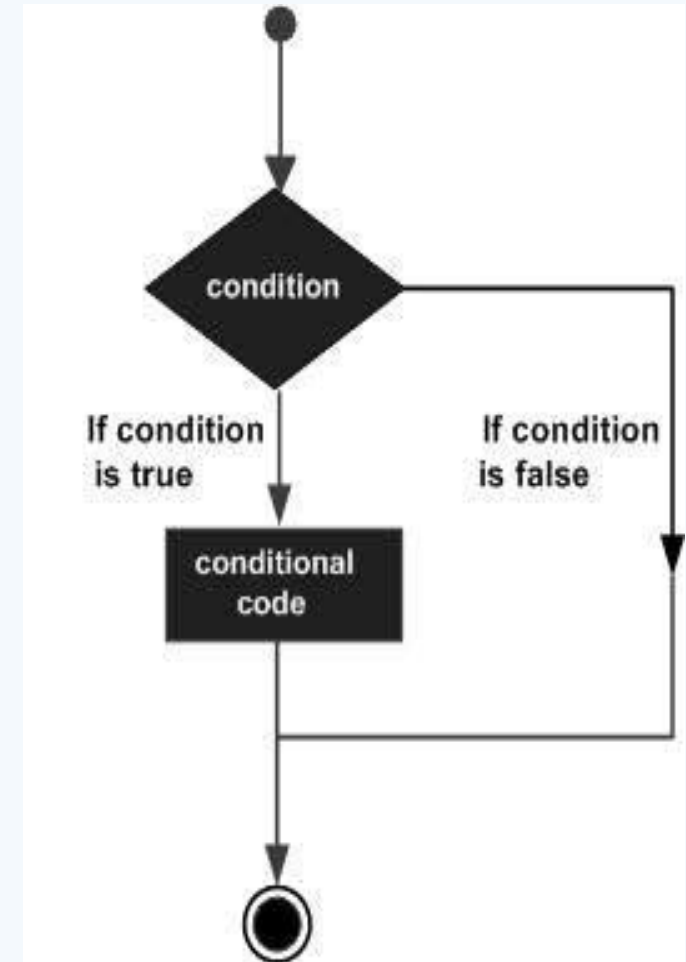 condition
If condition
is true
If condition
is false
conditional
code